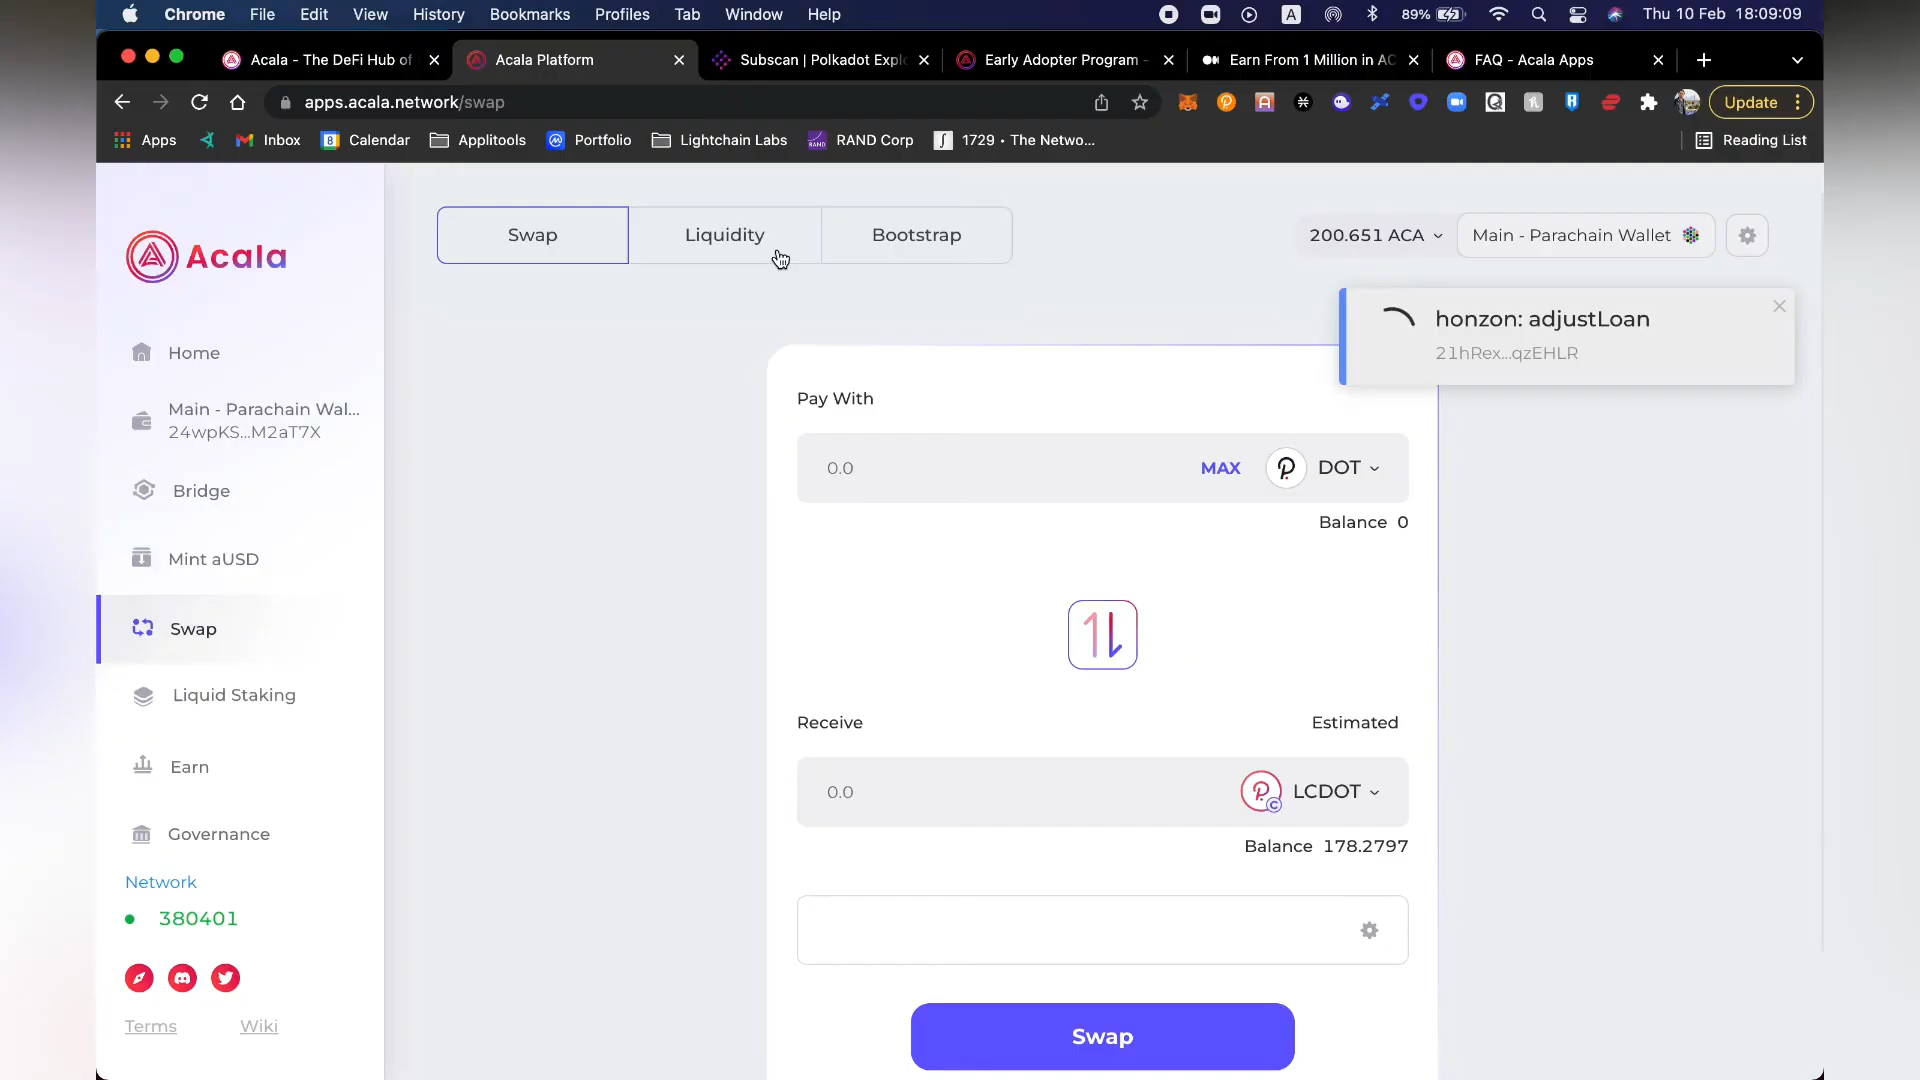 Chrome File Edit View History Bookmarks Profiles Tab Window Help
A 89% Thu 10 Feb 18:09:09
Acala - The DeFi Hub of
Acala Platform
Subscan | Polkadot Explo
Early Adopter Program -
Earn From 1 Million in AC
FAQ - Acala Apps
apps.acala.network/swap
Update
Apps Inbox Calendar Applitools Portfolio Lightchain Labs RAND Corp 1729 • The Netwo... Reading List
Acala
Home
Main - Parachain Wal...
24wpKS...M2aT7X
Bridge
Mint aUSD
Swap
Liquid Staking
Earn
Governance
Network
380401
Terms Wiki
Swap Liquidity Bootstrap
200.651 ACA Main - Parachain Wallet
honzon: adjustLoan
21hRex...qzEHLR
Pay With
0.0 MAX DOT
Balance 0
Receive Estimated
0.0 LCDOT
Balance 178.2797
Swap